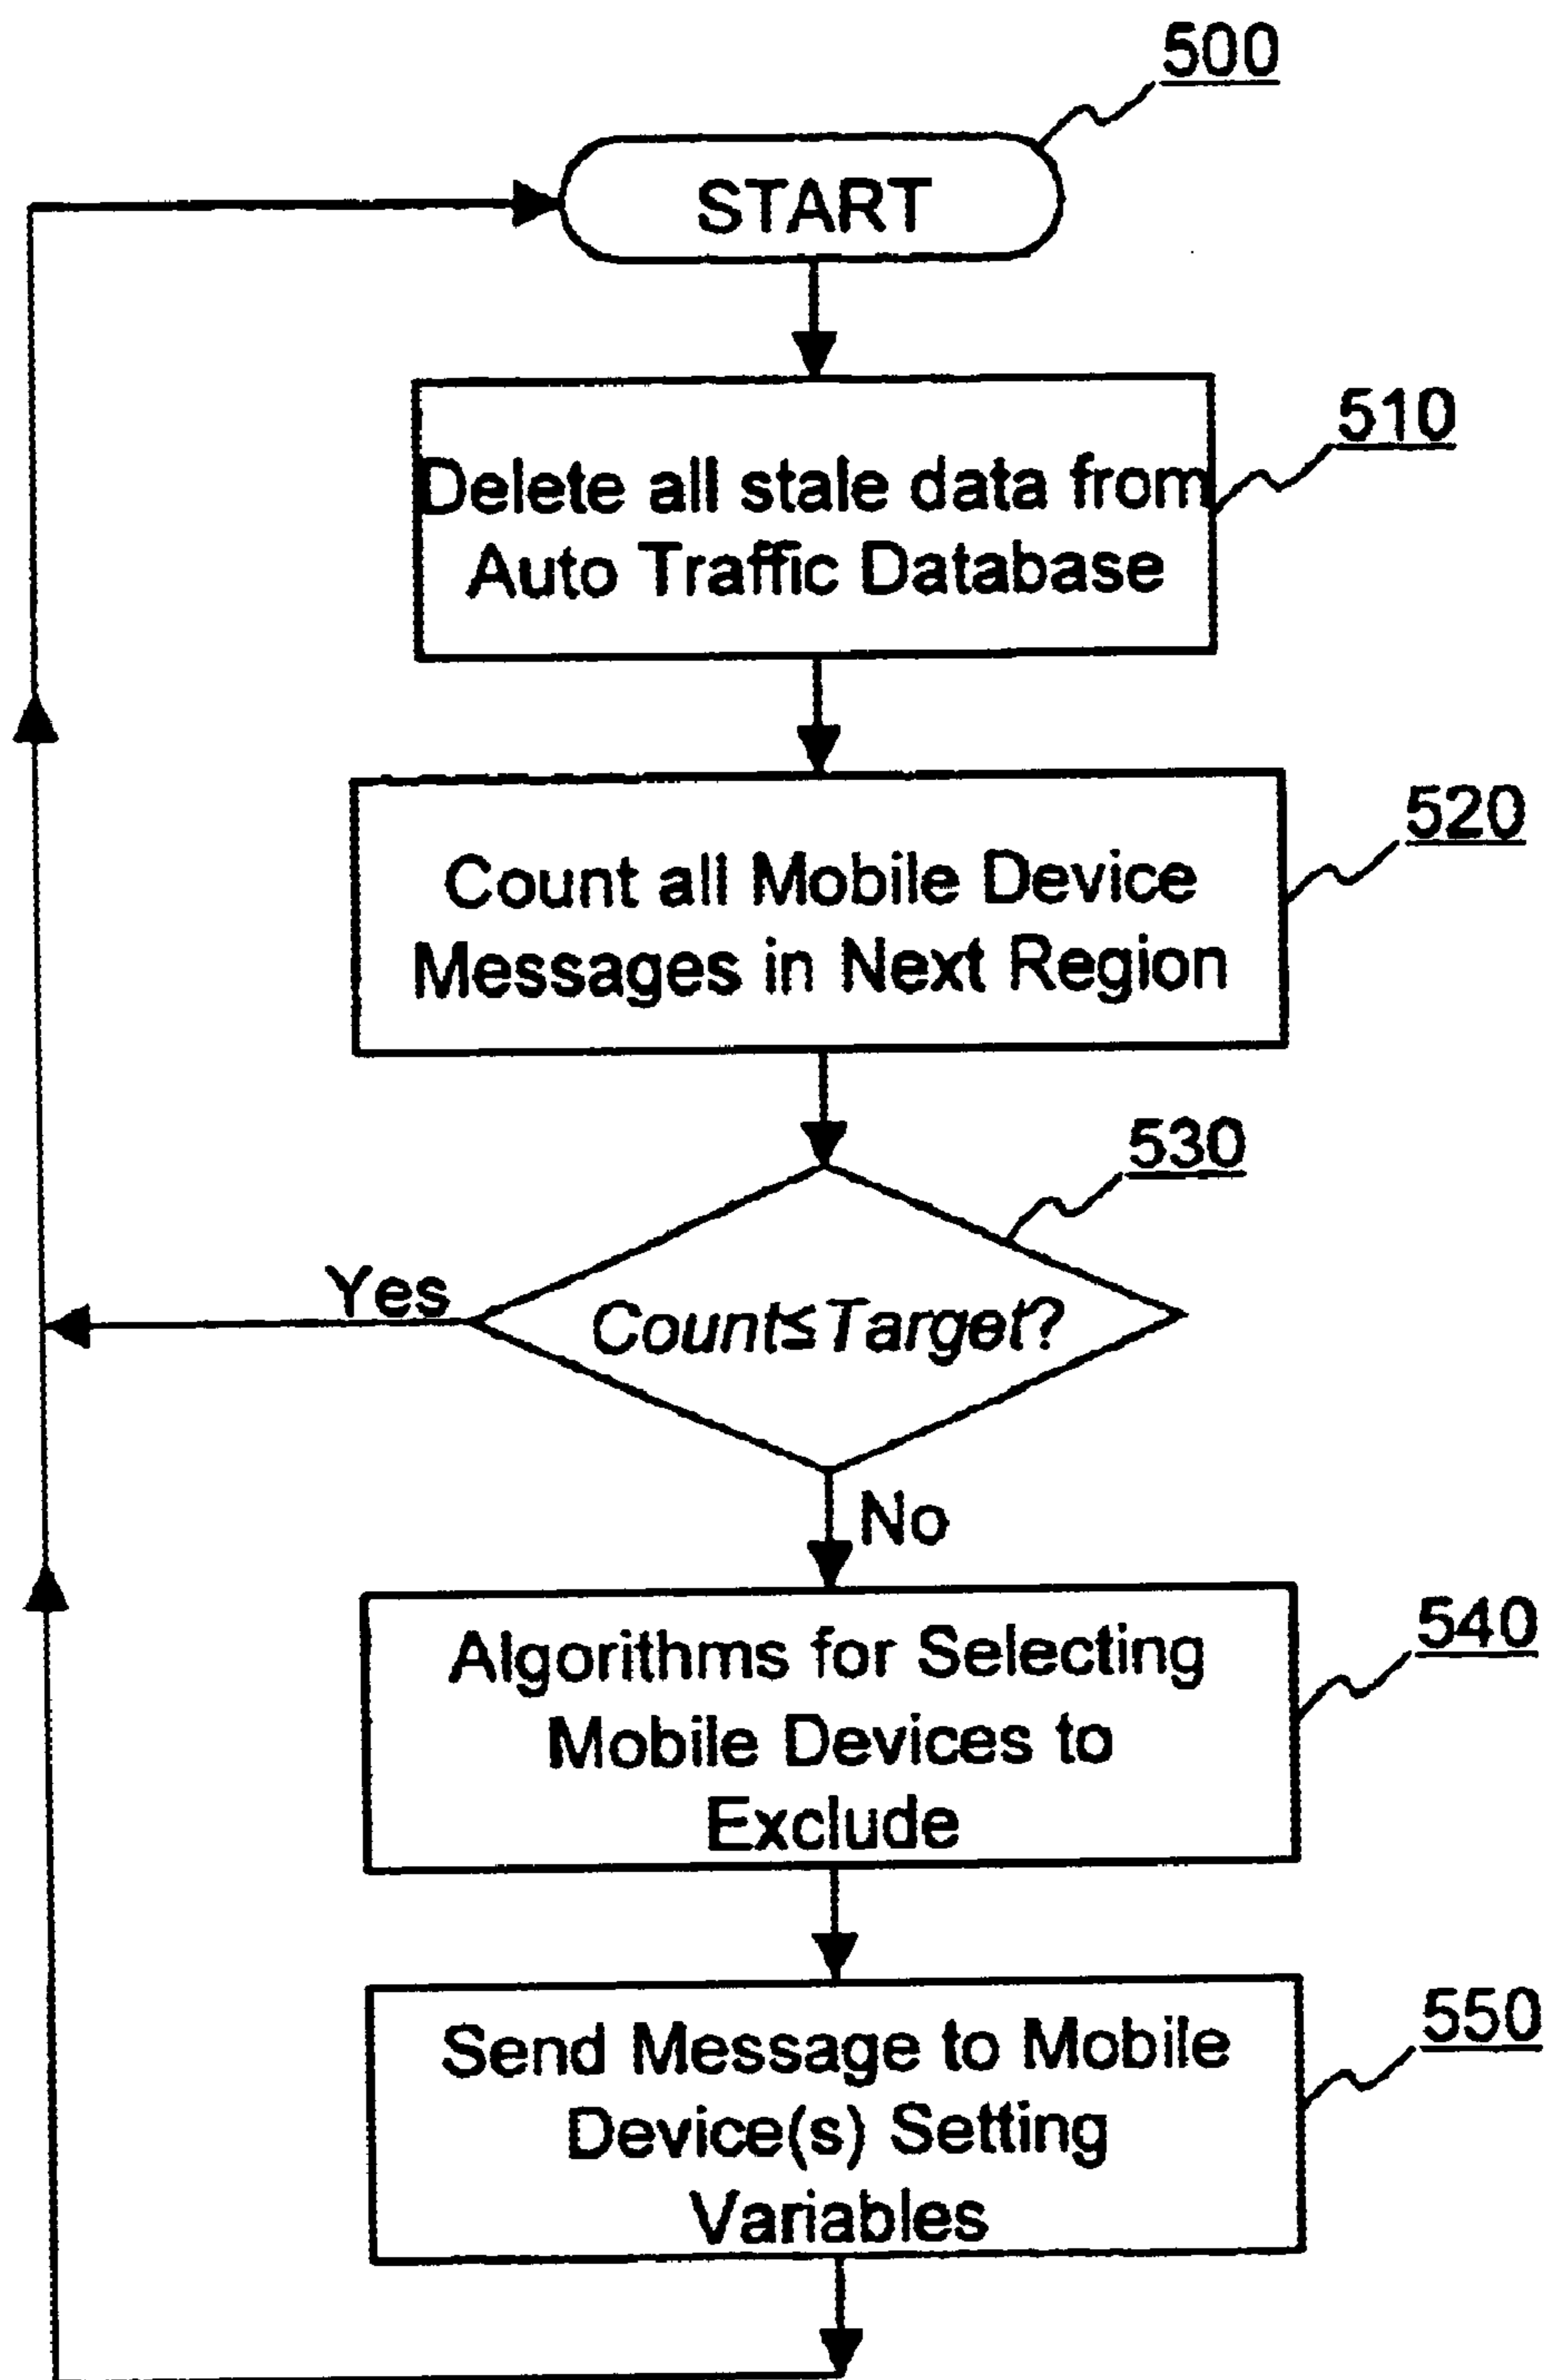 500
START
510
Delete all stale data from
Auto Traffic Database
520
Count all Mobile Device
Messages in Next Region
530
Yes
Count≤Target?
No
540
Algorithms for Selecting
Mobile Devices to
Exclude
550
Send Message to Mobile
Device(s) Setting
Variables